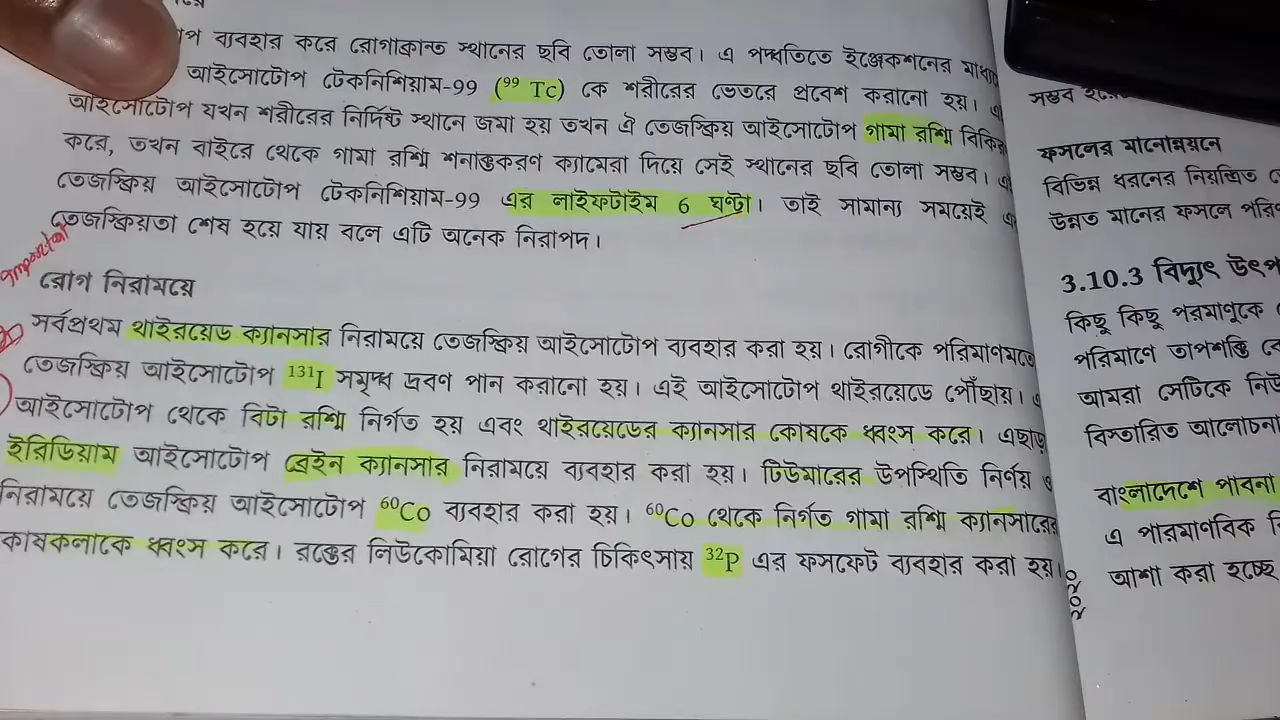 ব্যবহার করে রোগাক্রান্ত স্থানের ছবি তোলা সম্ভব। এ পদ্ধতিতে ইঞ্জেকশনের
আইসোটোপ টেকনিশিয়াম-99 (⁹⁹ Tc) কে শরীরের ভেতরে প্রবেশ করানো হয়।
আইসোটোপ যখন শরীরের নির্দিষ্ট স্থানে জমা হয় তখন ঐ তেজস্ক্রিয় আইসোটোপ গামা রশ্মি
করে, তখন বাইরে থেকে গামা রশ্মি শনাক্তকরণ ক্যামেরা দিয়ে সেই স্থানের ছবি তোলা সম্ভব।
তেজস্ক্রিয় আইসোটোপ টেকনিশিয়াম-99 এর লাইফটাইম 6 ঘণ্টা। তাই সামান্য সময়েই
তেজস্ক্রিয়তা শেষ হয়ে যায় বলে এটি অনেক নিরাপদ।
important
রোগ নিরাময়ে
সর্বপ্রথম থাইরয়েড ক্যানসার নিরাময়ে তেজস্ক্রিয় আইসোটোপ ব্যবহার করা হয়। রোগীকে পরিমাণমতো
তেজস্ক্রিয় আইসোটোপ ¹³¹I সমৃদ্ধ দ্রবণ পান করানো হয়। এই আইসোটোপ থাইরয়েডে পৌঁছায়।
আইসোটোপ থেকে বিটা রশ্মি নির্গত হয় এবং থাইরয়েডের ক্যানসার কোষকে ধ্বংস করে। এছাড়া
ইরিডিয়াম আইসোটোপ ব্রেইন ক্যানসার নিরাময়ে ব্যবহার করা হয়। টিউমারের উপস্থিতি নির্ণয় ও
নিরাময়ে তেজস্ক্রিয় আইসোটোপ ⁶⁰Co ব্যবহার করা হয়। ⁶⁰Co থেকে নির্গত গামা রশ্মি ক্যানসারের
কোষকলাকে ধ্বংস করে। রক্তের লিউকোমিয়া রোগের চিকিৎসায় ³²P এর ফসফেট ব্যবহার করা হয়।
সম্ভব
ফসলের মানোন্নয়নে
বিভিন্ন ধরনের নিয়ন্ত্রিত
উন্নত মানের ফসলে
3.10.3 বিদ্যুৎ
কিছু কিছু পরমাণুকে
পরিমাণে তাপশক্তি
আমরা সেটিকে
বিস্তারিত আলোচনা
বাংলাদেশে পাবনা
এ পারমাণবিক
আশা করা হচ্ছে
২০২০